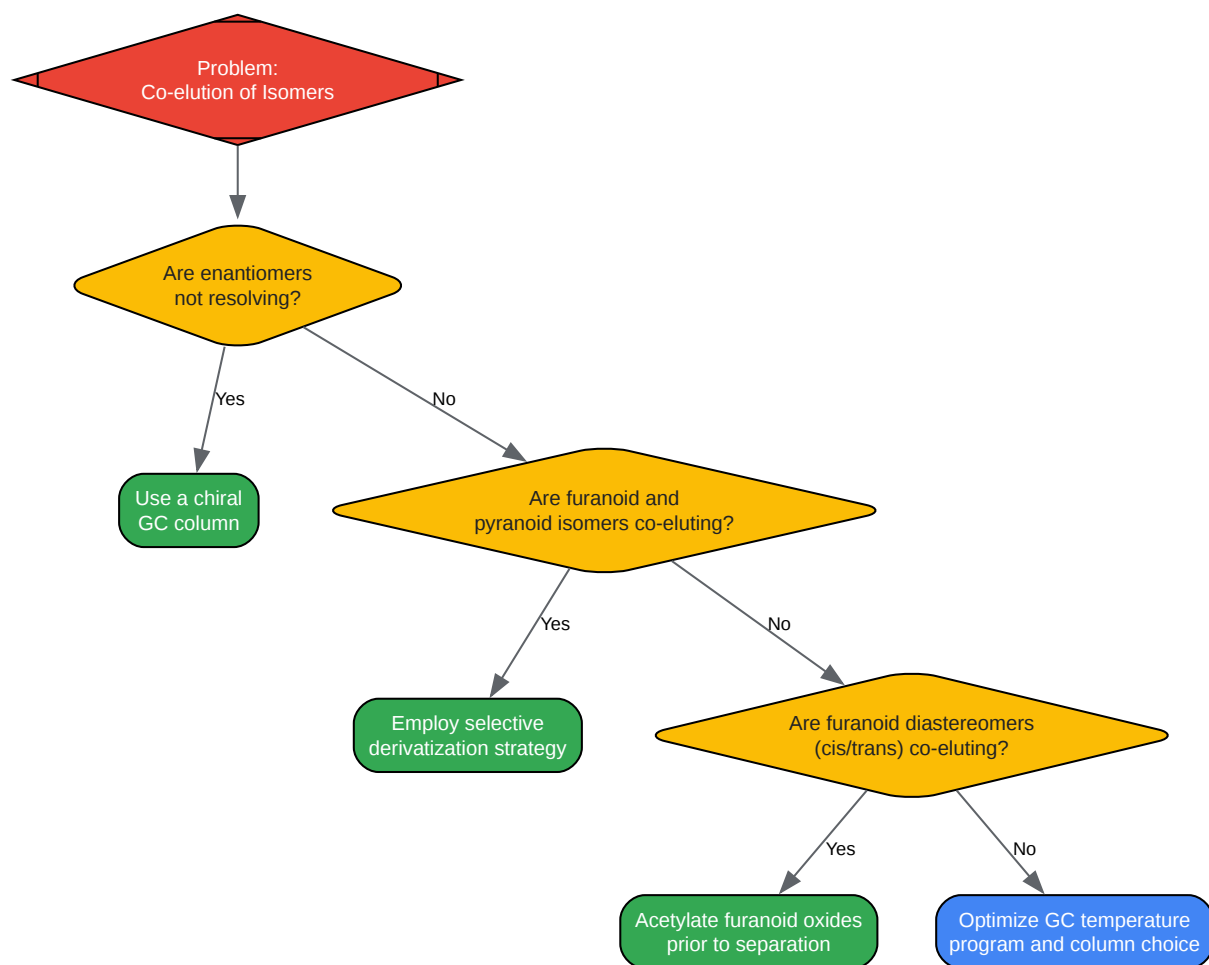 Problem:
Co-elution of Isomers
Are enantiomers
not resolving?
Yes
No
Use a chiral
GC column
Are furanoid and
pyranoid isomers co-eluting?
Yes
No
Employ selective
derivatization strategy
Are furanoid diastereomers
(cis/trans) co-eluting?
Yes
No
Acetylate furanoid oxides
prior to separation
Optimize GC temperature
program and column choice